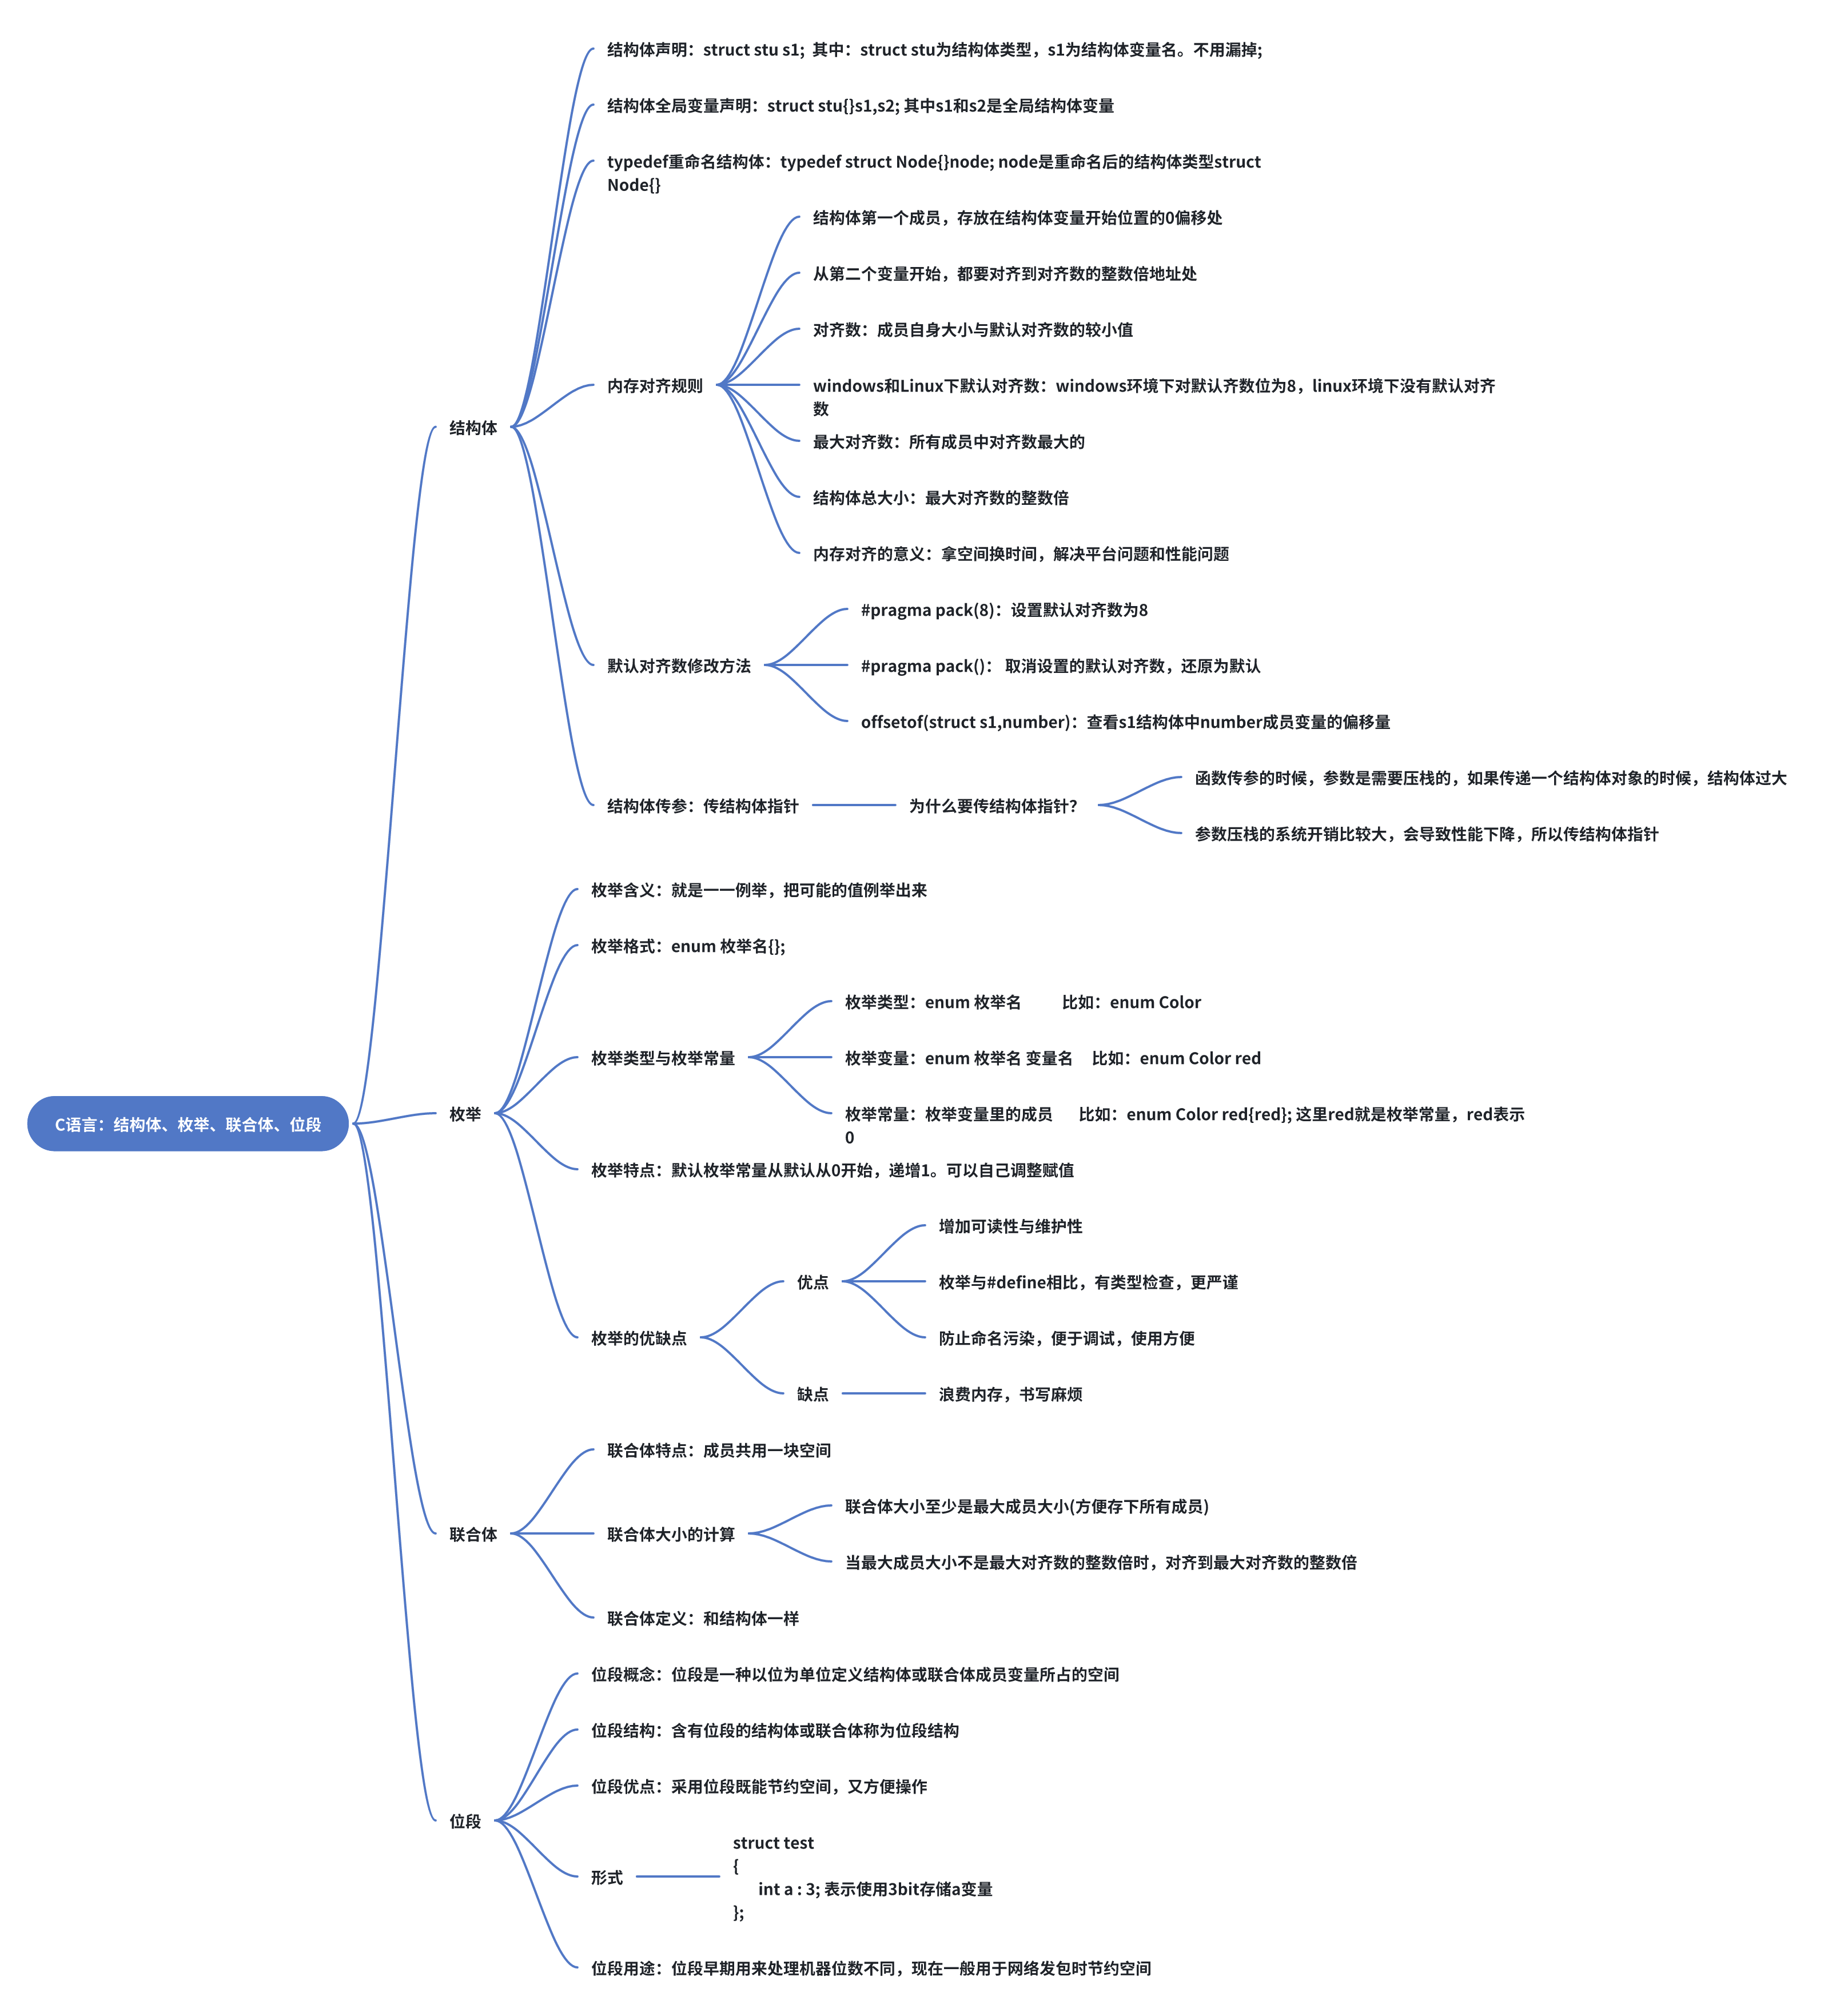 结构体声明：struct stu s1; 其中：struct stu为结构体类型，s1为结构体变量名。不用漏掉;
结构体全局变量声明：struct stu{}s1,s2; 其中s1和s2是全局结构体变量
typedef重命名结构体：typedef struct Node{}node; node是重命名后的结构体类型struct
Node{}
结构体第一个成员，存放在结构体变量开始位置的0偏移处
从第二个变量开始，都要对齐到对齐数的整数倍地址处
对齐数：成员自身大小与默认对齐数的较小值
内存对齐规则
windows和Linux下默认对齐数：windows环境下对默认齐数位为8，linux环境下没有默认对齐
数
结构体
最大对齐数：所有成员中对齐数最大的
结构体总大小：最大对齐数的整数倍
内存对齐的意义：拿空间换时间，解决平台问题和性能问题
#pragma pack(8)：设置默认对齐数为8
默认对齐数修改方法
#pragma pack()： 取消设置的默认对齐数，还原为默认
offsetof(struct s1,number)：查看s1结构体中number成员变量的偏移量
函数传参的时候，参数是需要压栈的，如果传递一个结构体对象的时候，结构体过大
结构体传参：传结构体指针
为什么要传结构体指针？
参数压栈的系统开销比较大，会导致性能下降，所以传结构体指针
枚举含义：就是一一例举，把可能的值例举出来
枚举格式：enum 枚举名{};
枚举类型：enum 枚举名 比如：enum Color
枚举类型与枚举常量
枚举变量：enum 枚举名 变量名 比如：enum Color red
枚举
枚举常量：枚举变量里的成员 比如：enum Color red{red}; 这里red就是枚举常量，red表示
0
C语言：结构体、枚举、联合体、位段
枚举特点：默认枚举常量从默认从0开始，递增1。可以自己调整赋值
增加可读性与维护性
优点
枚举与#define相比，有类型检查，更严谨
枚举的优缺点
防止命名污染，便于调试，使用方便
缺点
浪费内存，书写麻烦
联合体特点：成员共用一块空间
联合体大小至少是最大成员大小(方便存下所有成员)
联合体
联合体大小的计算
当最大成员大小不是最大对齐数的整数倍时，对齐到最大对齐数的整数倍
联合体定义：和结构体一样
位段概念：位段是一种以位为单位定义结构体或联合体成员变量所占的空间
位段结构：含有位段的结构体或联合体称为位段结构
位段优点：采用位段既能节约空间，又方便操作
位段
形式
struct test
{
int a : 3; 表示使用3bit存储a变量
};
位段用途：位段早期用来处理机器位数不同，现在一般用于网络发包时节约空间